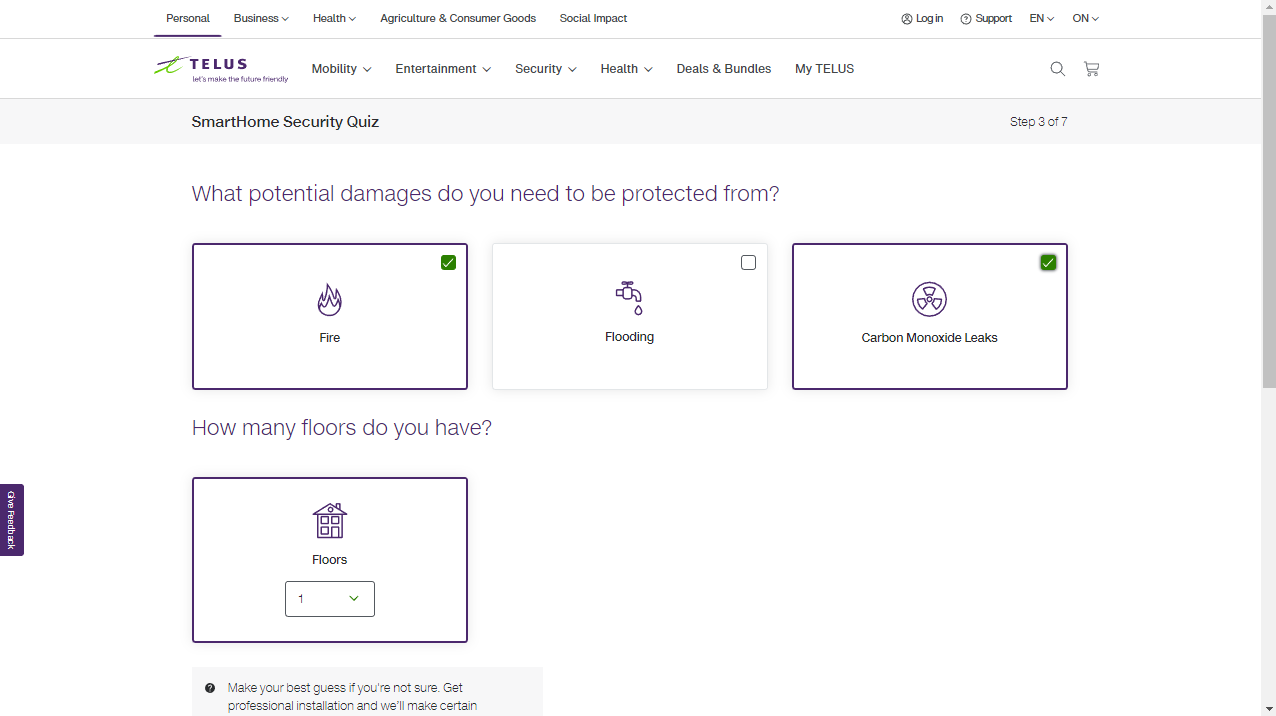 Personal Business Health Agriculture & Consumer Goods Social Impact Log in Support EN ON
TELUS
let's make the future friendly
Mobility Entertainment Security Health Deals & Bundles My TELUS
SmartHome Security Quiz Step 3 of 7
What potential damages do you need to be protected from?
Fire Flooding Carbon Monoxide Leaks
How many floors do you have?
Give Feedback
Floors
1
Make your best guess if you're not sure. Get
professional installation and we'll make certain